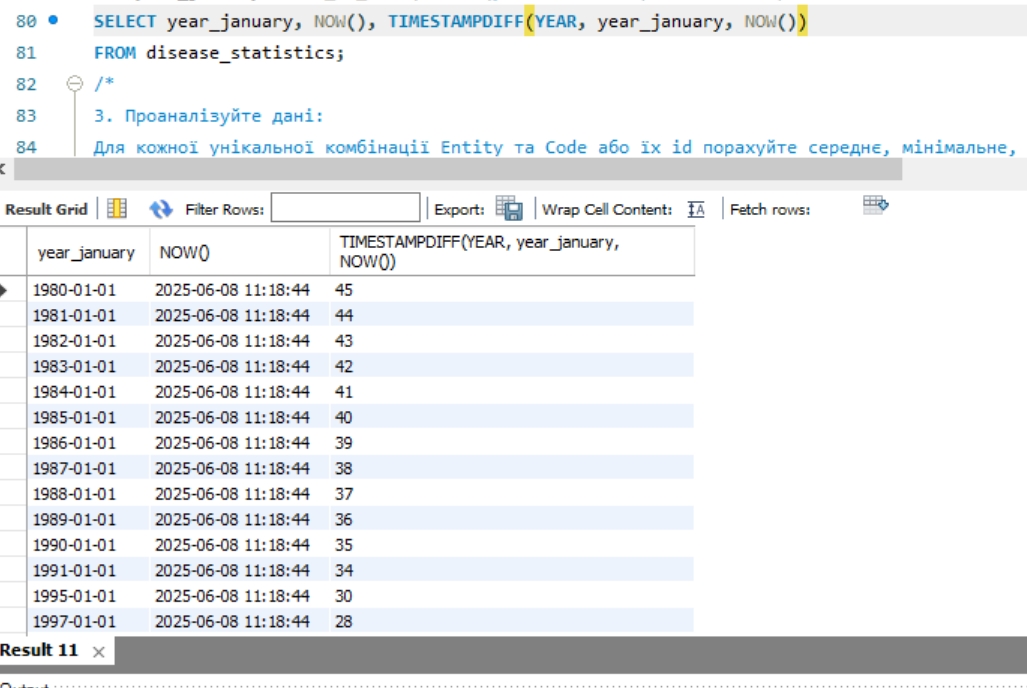 80 SELECT year_january, NOW(), TIMESTAMPDIFF(YEAR, year_january, NOW())
81 FROM disease_statistics;
82 /*
83 3. Проаналізуйте дані:
84 Для кожної унікальної комбінації Entity та Code або їх id порахуйте середнє, мінімальне,
Result Grid Filter Rows: Export: Wrap Cell Content: IA Fetch rows:
year_january NOW() TIMESTAMPDIFF(YEAR, year_january,
NOW())
1980-01-01 2025-06-08 11:18:44 45
1981-01-01 2025-06-08 11:18:44 44
1982-01-01 2025-06-08 11:18:44 43
1983-01-01 2025-06-08 11:18:44 42
1984-01-01 2025-06-08 11:18:44 41
1985-01-01 2025-06-08 11:18:44 40
1986-01-01 2025-06-08 11:18:44 39
1987-01-01 2025-06-08 11:18:44 38
1988-01-01 2025-06-08 11:18:44 37
1989-01-01 2025-06-08 11:18:44 36
1990-01-01 2025-06-08 11:18:44 35
1991-01-01 2025-06-08 11:18:44 34
1995-01-01 2025-06-08 11:18:44 30
1997-01-01 2025-06-08 11:18:44 28
Result 11